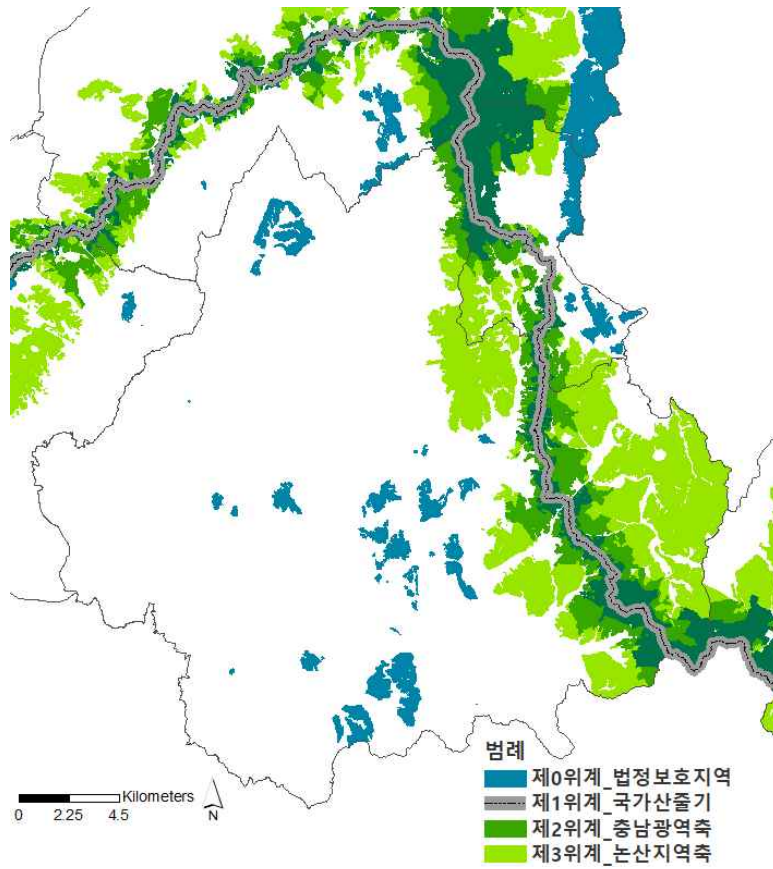 범례
제0위계_법정보호지역
제1위계_국가산줄기
제2위계_충남광역축
제3위계_논산지역축
Kilometers
0 2.25 4.5
N